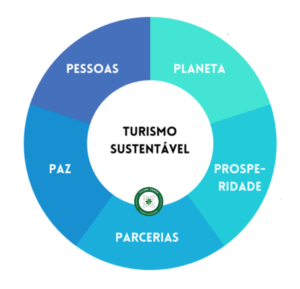 PESSOAS
PLANETA
TURISMO
SUSTENTÁVEL
PAZ
PROSPE-
RIDADE
PARCERIAS